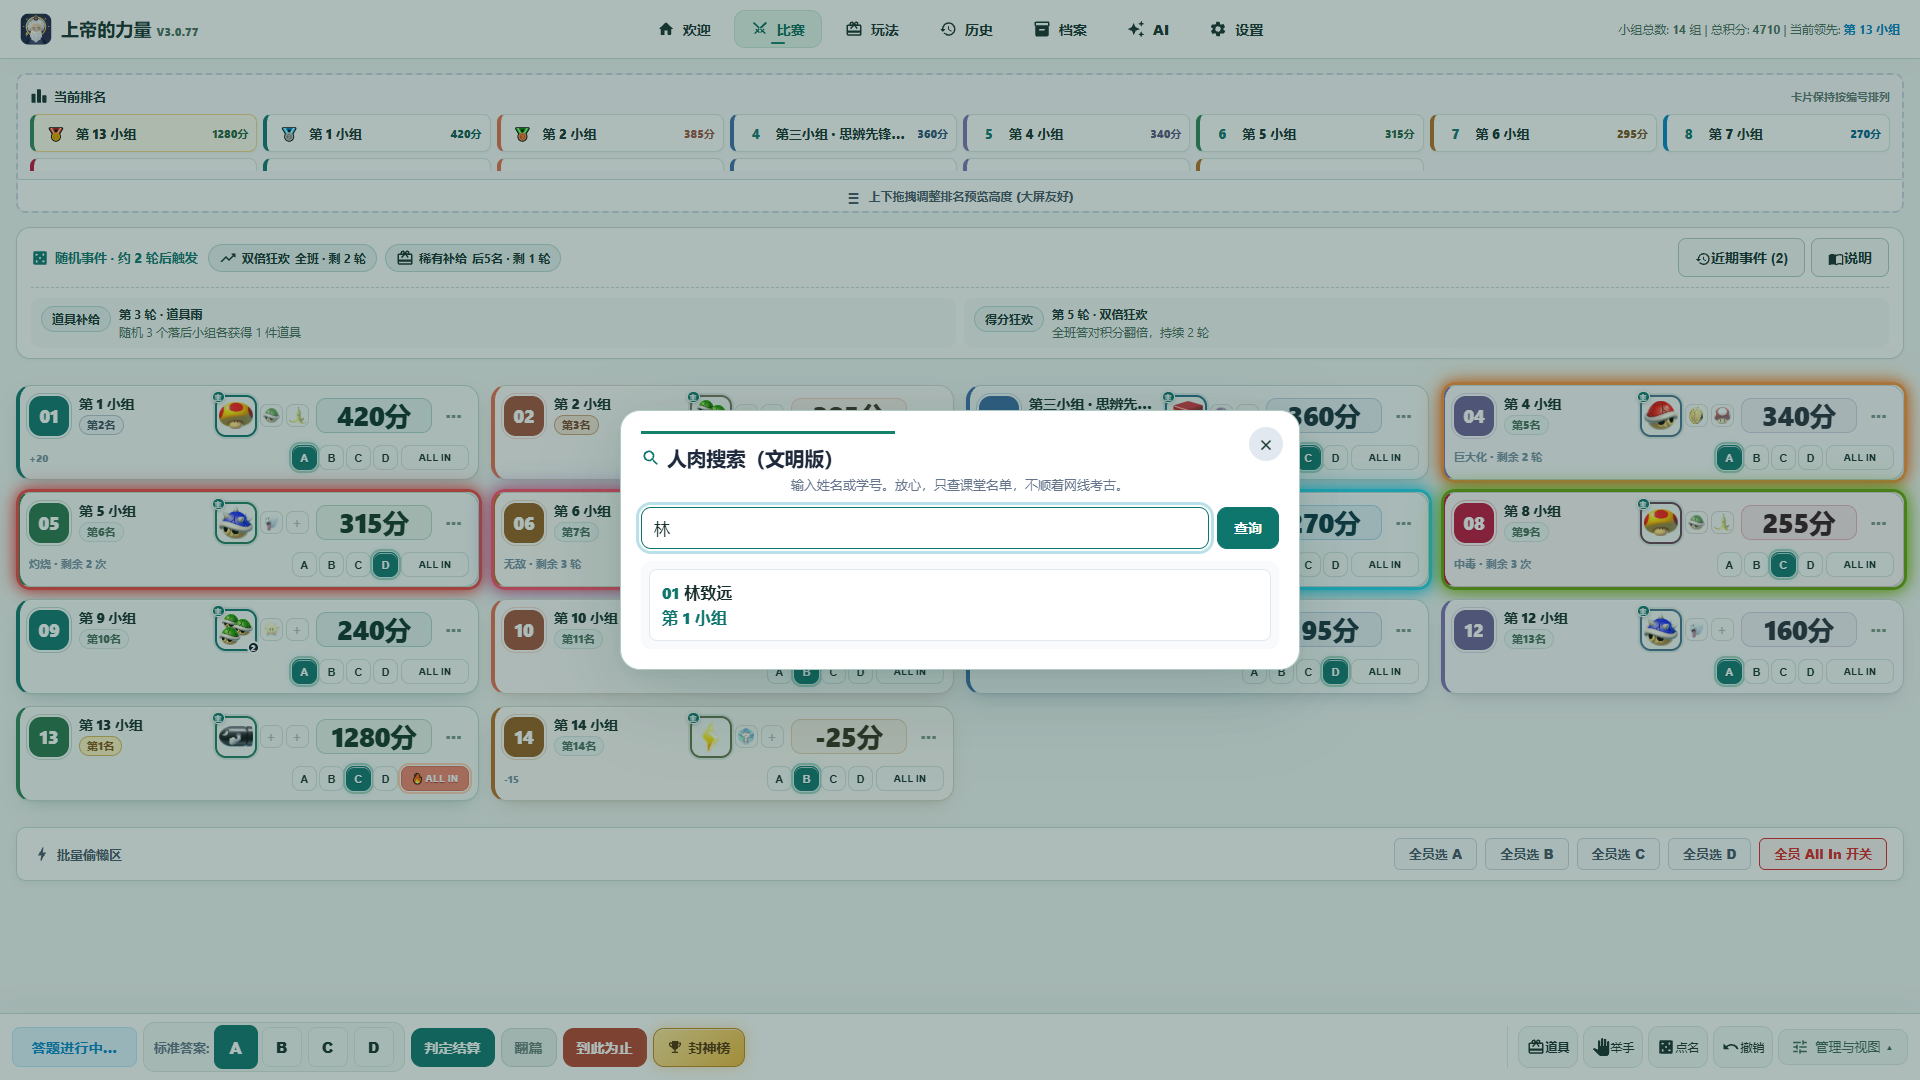 上帝的力量 V3.0.77
欢迎
比赛
玩法
历史
档案
AI
设置
小组总数: 14 组 | 总积分: 4710 | 当前领先: 第 13 小组
当前排名
卡片保持按编号排列
第 13 小组 1280分
第 1 小组 420分
第 2 小组 385分
4 第三小组 · 思辨先锋... 360分
5 第 4 小组 340分
6 第 5 小组 315分
7 第 6 小组 295分
8 第 7 小组 270分
上下拖拽调整排名预览高度 (大屏友好)
随机事件 · 约 2 轮后触发
双倍狂欢 全班 · 剩 2 轮
稀有补给 后5名 · 剩 1 轮
近期事件 (2)
说明
道具补给
第 3 轮 · 道具雨
随机 3 个落后小组各获得 1 件道具
得分狂欢
第 5 轮 · 双倍狂欢
全班答对积分翻倍，持续 2 轮
01 第 1 小组 第2名 420分
+20 A B C D ALL IN
02 第 2 小组 第3名
第三小组 · 思辨先... 360分
C D ALL IN
04 第 4 小组 第5名 340分
巨大化 · 剩余 2 轮 A B C D ALL IN
05 第 5 小组 第6名 + 315分
灼烧 · 剩余 2 次 A B C D ALL IN
06 第 6 小组 第7名
无敌 · 剩余 3 轮
70分
C D ALL IN
08 第 8 小组 第9名 255分
中毒 · 剩余 3 次 A B C D ALL IN
人肉搜索（文明版）
输入姓名或学号。放心，只查课堂名单，不顺着网线考古。
林
查询
01 林致远
第 1 小组
09 第 9 小组 第10名 2 + 240分
A B C D ALL IN
10 第 10 小组 第11名
A B C D ALL IN
95分
A B C D ALL IN
12 第 12 小组 第13名 + 160分
A B C D ALL IN
13 第 13 小组 第1名 + + 1280分
A B C D ALL IN
14 第 14 小组 第14名 + -25分
-15 A B C D ALL IN
批量偷懒区
全员选 A
全员选 B
全员选 C
全员选 D
全员 All In 开关
答题进行中...
标准答案: A B C D
判定结算
翻篇
到此为止
封神榜
道具
举手
点名
撤销
管理与视图